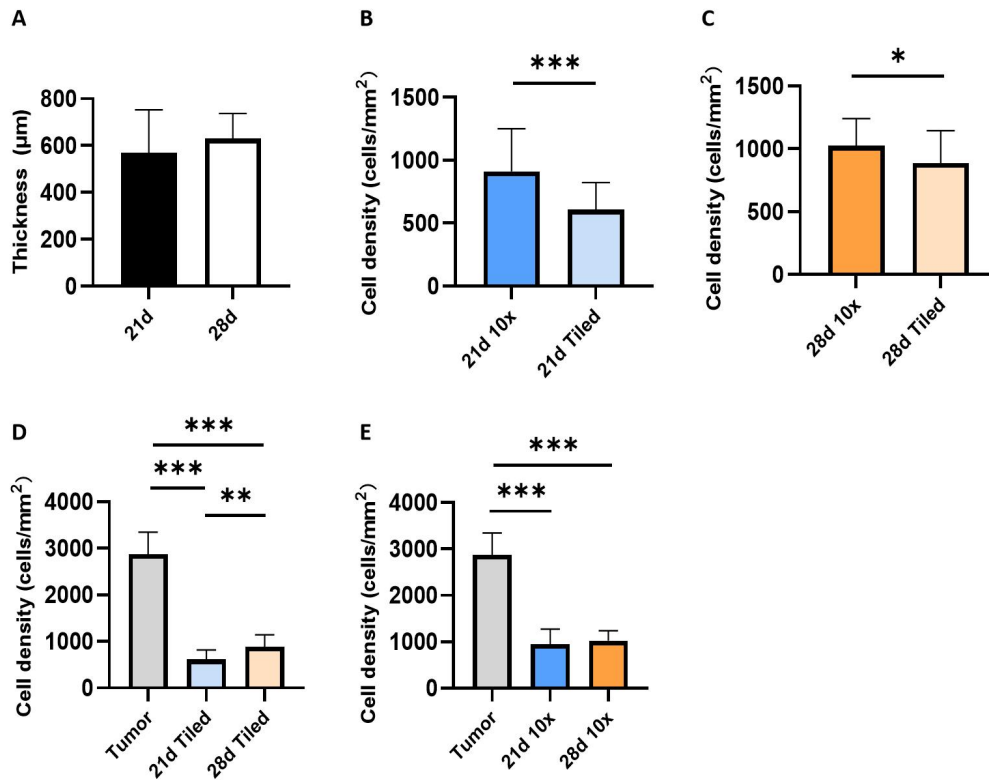 A
Thickness (µm)
800
600
400
200
0
21d
28d
B
Cell density (cells/mm²)
***
1500
1000
500
0
21d 10x
21d Tiled
C
Cell density (cells/mm²)
*
1500
1000
500
0
28d 10x
28d Tiled
D
Cell density (cells/mm²)
***
***
**
4000
3000
2000
1000
0
Tumor
21d Tiled
28d Tiled
E
Cell density (cells/mm²)
***
***
4000
3000
2000
1000
0
Tumor
21d 10x
28d 10x